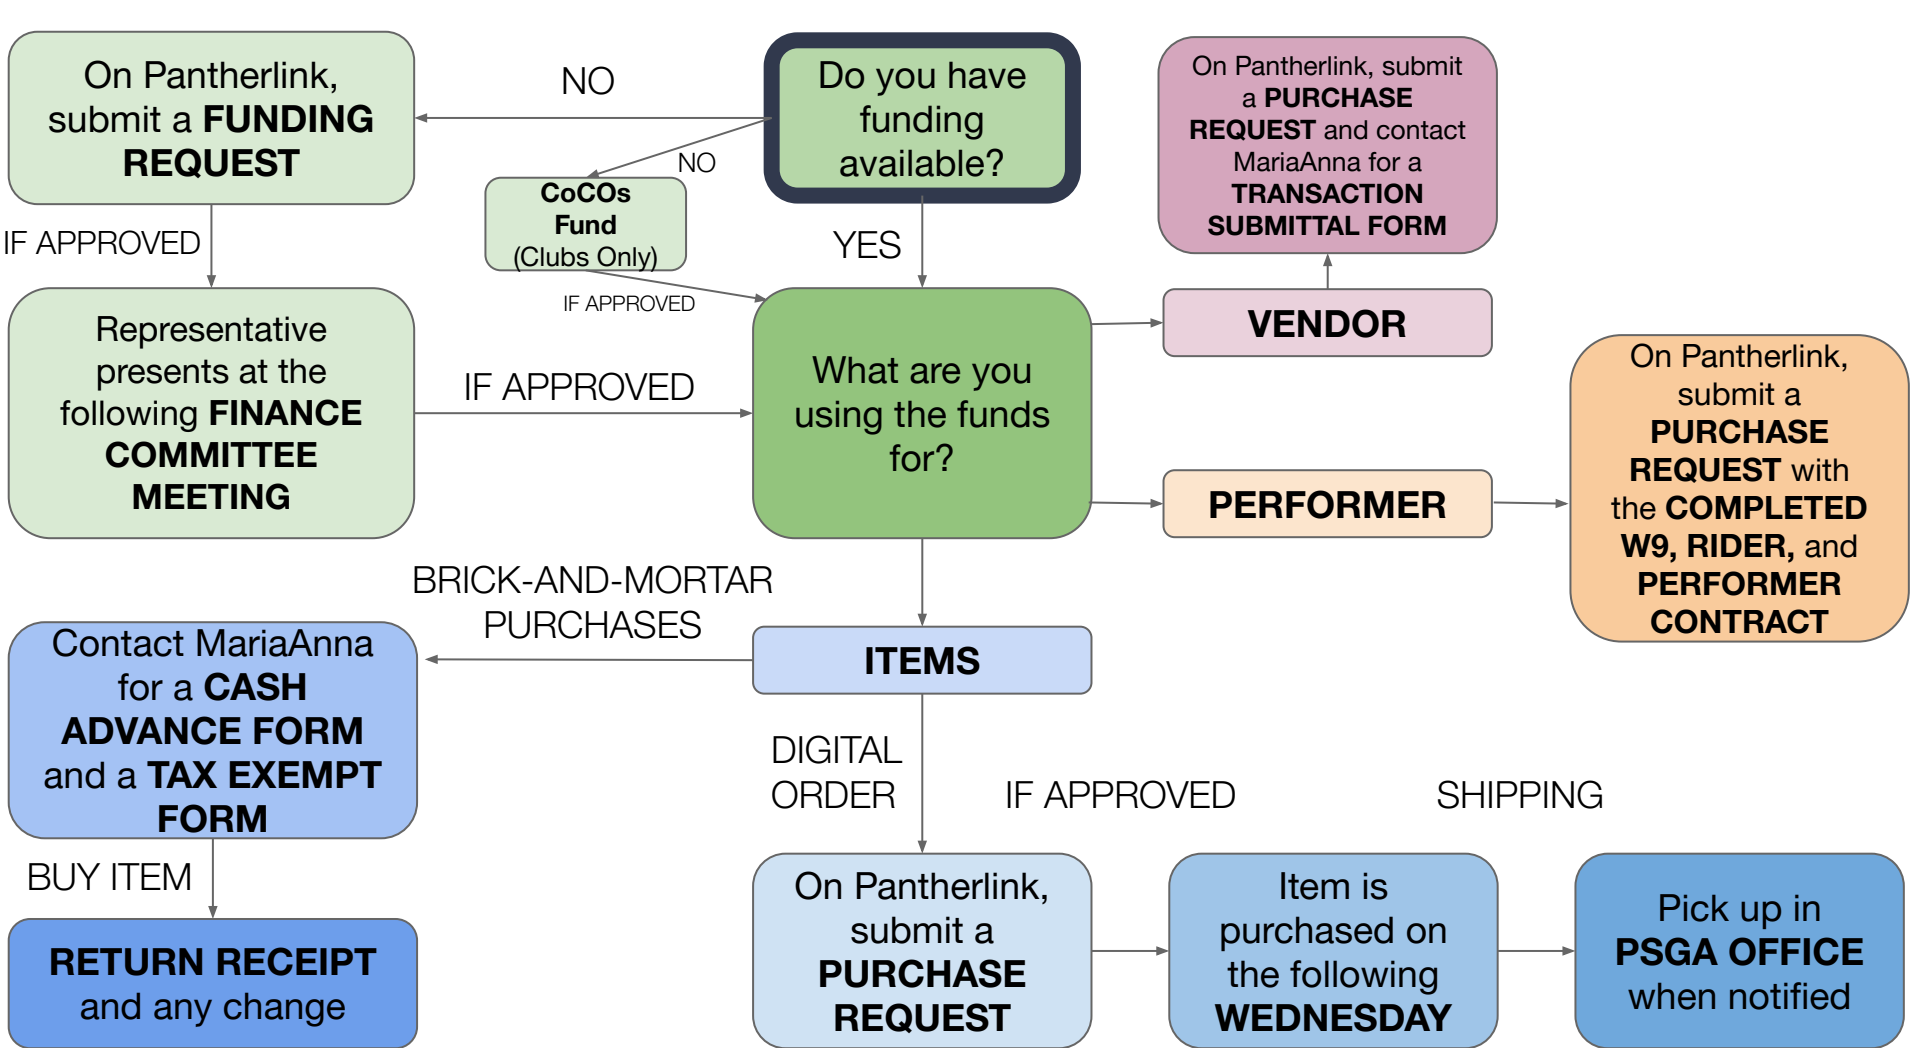 On Pantherlink,
submit a FUNDING
REQUEST
NO
Do you have
funding
available?
On Pantherlink, submit
a PURCHASE
REQUEST and contact
MariaAnna for a
TRANSACTION
SUBMITTAL FORM
NO
CoCOs
Fund
(Clubs Only)
IF APPROVED
YES
IF APPROVED
Representative
presents at the
following FINANCE
COMMITTEE
MEETING
IF APPROVED
What are you
using the funds
for?
VENDOR
PERFORMER
On Pantherlink,
submit a
PURCHASE
REQUEST with
the COMPLETED
W9, RIDER, and
PERFORMER
CONTRACT
BRICK-AND-MORTAR
PURCHASES
ITEMS
Contact MariaAnna
for a CASH
ADVANCE FORM
and a TAX EXEMPT
FORM
BUY ITEM
RETURN RECEIPT
and any change
DIGITAL
ORDER
IF APPROVED
SHIPPING
On Pantherlink,
submit a
PURCHASE
REQUEST
Item is
purchased on
the following
WEDNESDAY
Pick up in
PSGA OFFICE
when notified